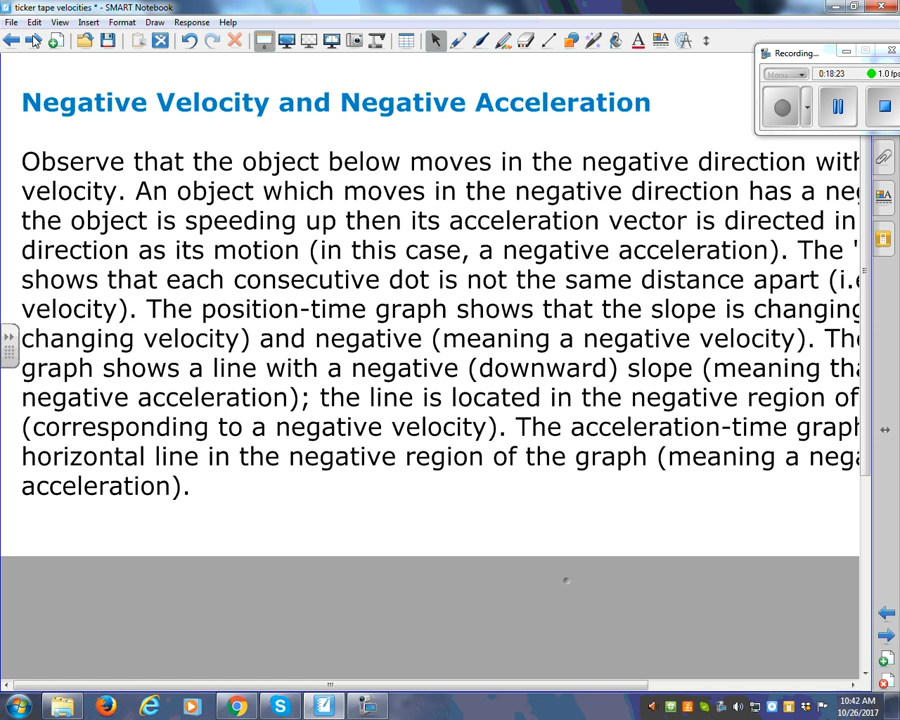 ticker tape velocities * - SMART Notebook
File Edit View Insert Format Draw Response Help
Recording...
Menu
0:18:23 1.0 fps
Negative Velocity and Negative Acceleration
Observe that the object below moves in the negative direction with
velocity. An object which moves in the negative direction has a neg
the object is speeding up then its acceleration vector is directed in
direction as its motion (in this case, a negative acceleration). The '
shows that each consecutive dot is not the same distance apart (i.e
velocity). The position-time graph shows that the slope is changing
changing velocity) and negative (meaning a negative velocity). The
graph shows a line with a negative (downward) slope (meaning tha
negative acceleration); the line is located in the negative region of
(corresponding to a negative velocity). The acceleration-time graph
horizontal line in the negative region of the graph (meaning a nega
acceleration).
10:42 AM
10/26/2017